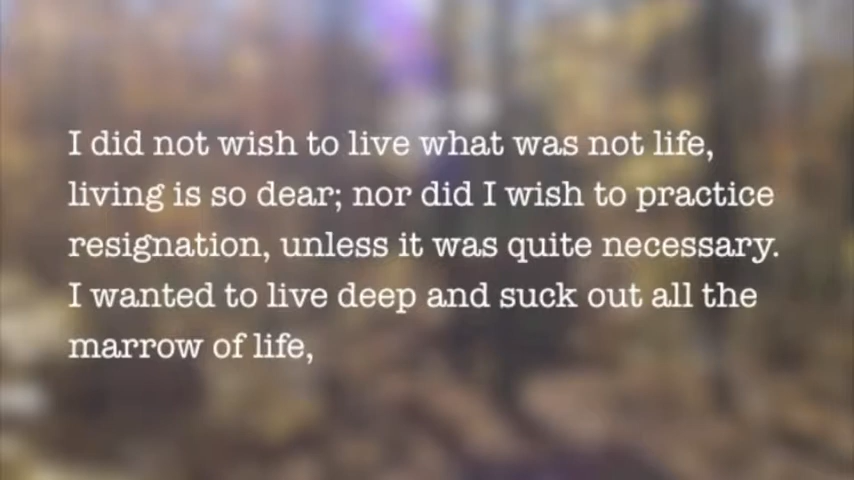 I did not wish to live what was not life,
living is so dear; nor did I wish to practice
resignation, unless it was quite necessary.
I wanted to live deep and suck out all the
marrow of life,